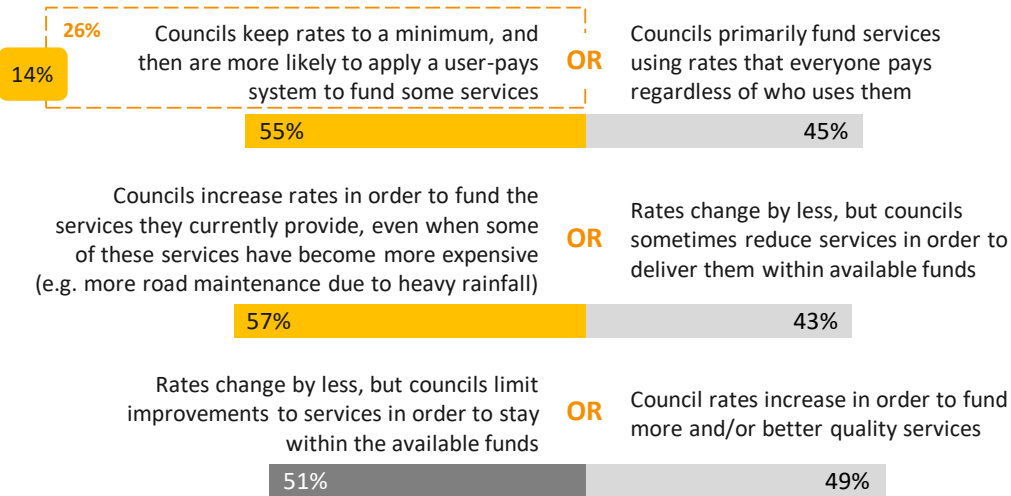 26%
14%
Councils keep rates to a minimum, and
then are more likely to apply a user-pays
system to fund some services
OR
Councils primarily fund services
using rates that everyone pays
regardless of who uses them
55%
45%
Councils increase rates in order to fund the
services they currently provide, even when some
of these services have become more expensive
(e.g. more road maintenance due to heavy rainfall)
OR
Rates change by less, but councils
sometimes reduce services in order to
deliver them within available funds
57%
43%
Rates change by less, but councils limit
improvements to services in order to stay
within the available funds
OR
Council rates increase in order to fund
more and/or better quality services
51%
49%